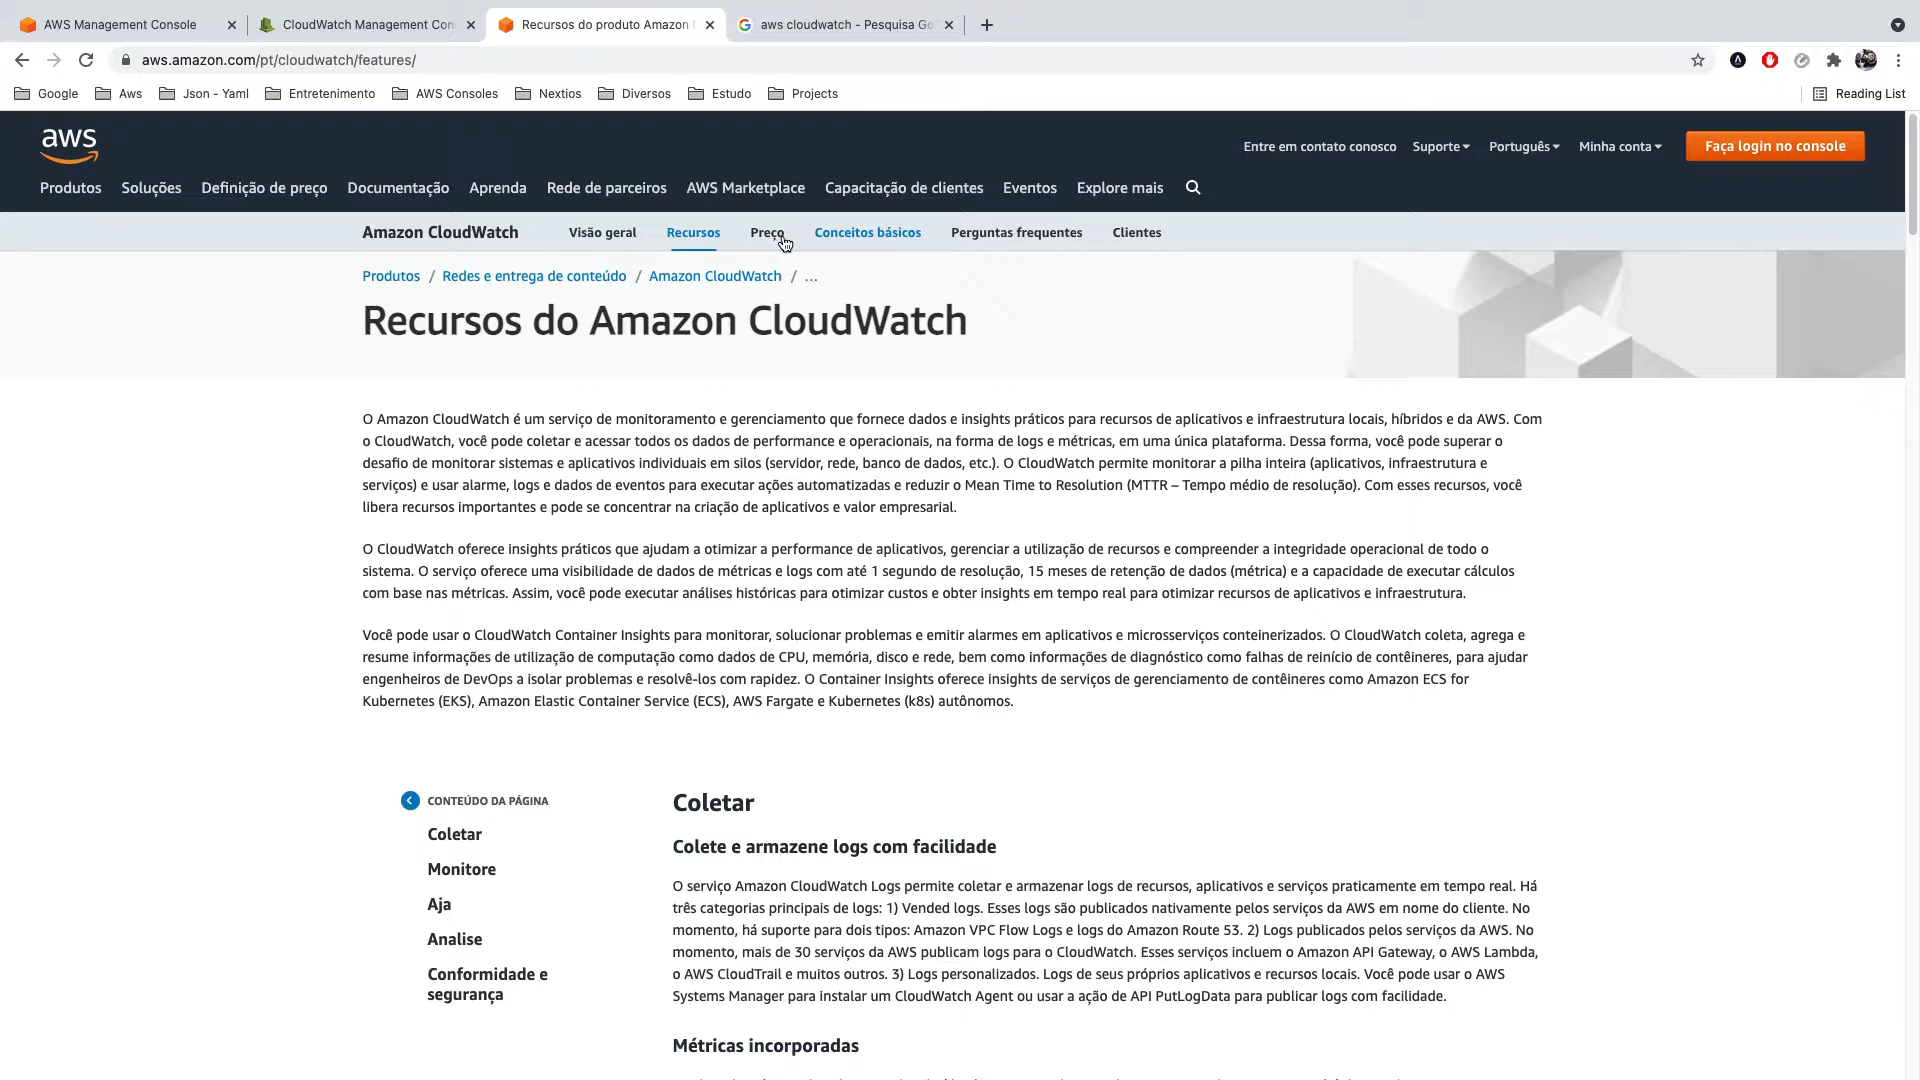 AWS Management Console
CloudWatch Management Con
Recursos do produto Amazon
aws cloudwatch - Pesquisa Go
aws.amazon.com/pt/cloudwatch/features/
Google Aws Json - Yaml Entretenimento AWS Consoles Nextios Diversos Estudo Projects Reading List
aws
Entre em contato conosco Suporte Português Minha conta Faça login no console
Produtos Soluções Definição de preço Documentação Aprenda Rede de parceiros AWS Marketplace Capacitação de clientes Eventos Explore mais
Amazon CloudWatch Visão geral Recursos Preço Conceitos básicos Perguntas frequentes Clientes
Produtos / Redes e entrega de conteúdo / Amazon CloudWatch / ...
Recursos do Amazon CloudWatch
O Amazon CloudWatch é um serviço de monitoramento e gerenciamento que fornece dados e insights práticos para recursos de aplicativos e infraestrutura locais, híbridos e da AWS. Com
o CloudWatch, você pode coletar e acessar todos os dados de performance e operacionais, na forma de logs e métricas, em uma única plataforma. Dessa forma, você pode superar o
desafio de monitorar sistemas e aplicativos individuais em silos (servidor, rede, banco de dados, etc.). O CloudWatch permite monitorar a pilha inteira (aplicativos, infraestrutura e
serviços) e usar alarme, logs e dados de eventos para executar ações automatizadas e reduzir o Mean Time to Resolution (MTTR – Tempo médio de resolução). Com esses recursos, você
libera recursos importantes e pode se concentrar na criação de aplicativos e valor empresarial.
O CloudWatch oferece insights práticos que ajudam a otimizar a performance de aplicativos, gerenciar a utilização de recursos e compreender a integridade operacional de todo o
sistema. O serviço oferece uma visibilidade de dados de métricas e logs com até 1 segundo de resolução, 15 meses de retenção de dados (métrica) e a capacidade de executar cálculos
com base nas métricas. Assim, você pode executar análises históricas para otimizar custos e obter insights em tempo real para otimizar recursos de aplicativos e infraestrutura.
Você pode usar o CloudWatch Container Insights para monitorar, solucionar problemas e emitir alarmes em aplicativos e microsserviços conteinerizados. O CloudWatch coleta, agrega e
resume informações de utilização de computação como dados de CPU, memória, disco e rede, bem como informações de diagnóstico como falhas de reinício de contêineres, para ajudar
engenheiros de DevOps a isolar problemas e resolvê-los com rapidez. O Container Insights oferece insights de serviços de gerenciamento de contêineres como Amazon ECS for
Kubernetes (EKS), Amazon Elastic Container Service (ECS), AWS Fargate e Kubernetes (k8s) autônomos.
CONTEÚDO DA PÁGINA
Coletar
Monitore
Aja
Analise
Conformidade e
segurança
Coletar
Colete e armazene logs com facilidade
O serviço Amazon CloudWatch Logs permite coletar e armazenar logs de recursos, aplicativos e serviços praticamente em tempo real. Há
três categorias principais de logs: 1) Vended logs. Esses logs são publicados nativamente pelos serviços da AWS em nome do cliente. No
momento, há suporte para dois tipos: Amazon VPC Flow Logs e logs do Amazon Route 53. 2) Logs publicados pelos serviços da AWS. No
momento, mais de 30 serviços da AWS publicam logs para o CloudWatch. Esses serviços incluem o Amazon API Gateway, o AWS Lambda,
o AWS CloudTrail e muitos outros. 3) Logs personalizados. Logs de seus próprios aplicativos e recursos locais. Você pode usar o AWS
Systems Manager para instalar um CloudWatch Agent ou usar a ação de API PutLogData para publicar logs com facilidade.
Métricas incorporadas